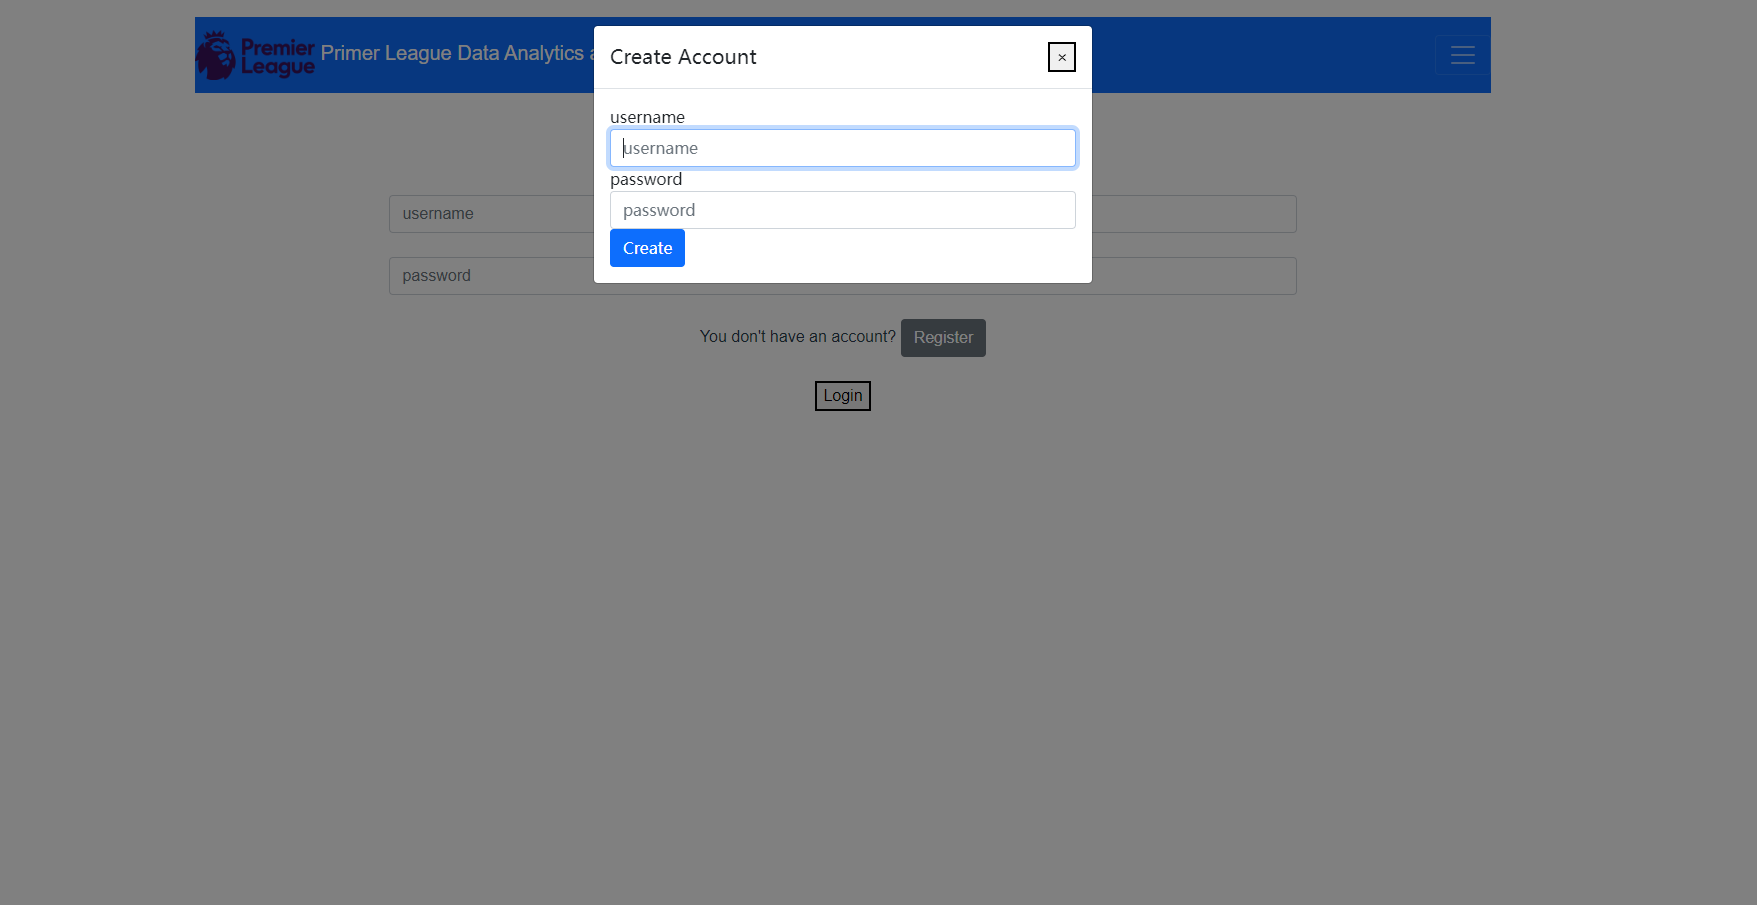 Premier
League
Primer League Data Analytics
Create Account
×
username
username
password
password
Create
username
password
You don't have an account? Register
Login